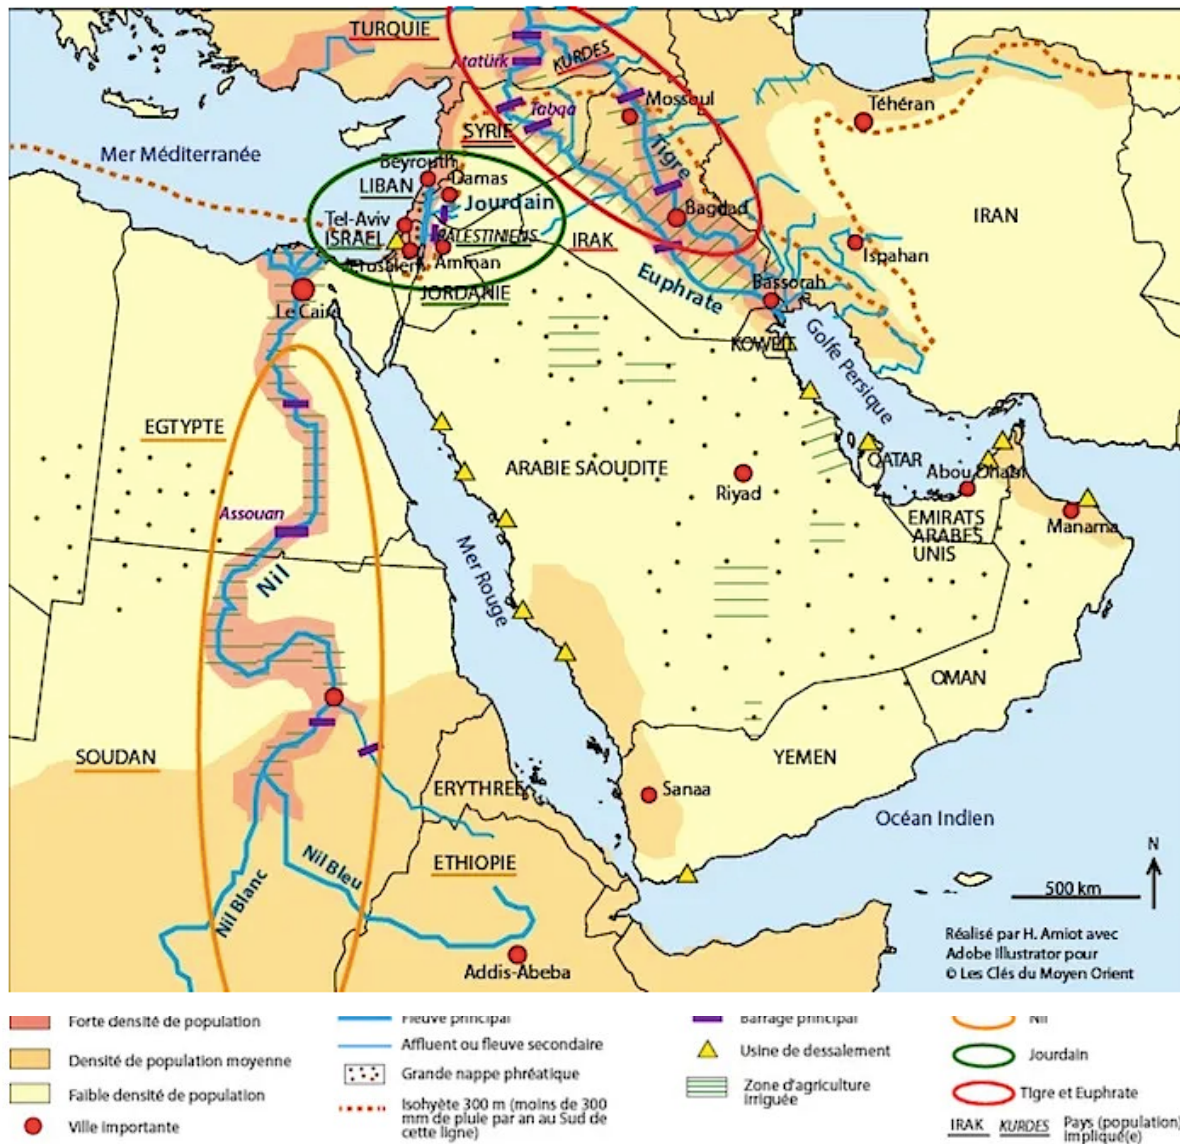 TURQUIE
Atatürk
KURDES
Tabqa
Mossoul
Téhéran
Mer Méditerranée
SYRIE
Tigre
Beyrouth
Damas
LIBAN
Jourdain
Tel-Aviv
Bagdad
IRAN
ISRAEL
PALESTINIENS
IRAK
Ispahan
Jérusalem
Amman
JORDANIE
Euphrate
Bassorah
Le Caire
KOWEIT
Golfe Persique
EGTYPTE
ARABIE SAOUDITE
QATAR
Abou Dhabi
Riyad
Assouan
EMIRATS
ARABES
UNIS
Manama
Nil
Mer Rouge
OMAN
SOUDAN
YEMEN
ERYTHREE
Sanaa
Océan Indien
ETHIOPIE
Nil Bleu
Nil Blanc
N
500 km
Addis-Abeba
Réalisé par H. Amiot avec
Adobe Illustrator pour
© Les Clés du Moyen Orient
Forte densité de population
Densité de population moyenne
Faible densité de population
Ville importante
Fleuve principal
Affluent ou fleuve secondaire
Grande nappe phréatique
Isohyète 300 m (moins de 300
mm de pluie par an au Sud de
cette ligne)
Barrage principal
Usine de dessalement
Zone d'agriculture
irriguée
Nil
Jourdain
Tigre et Euphrate
IRAK KURDES Pays (population)
impliqué(e)